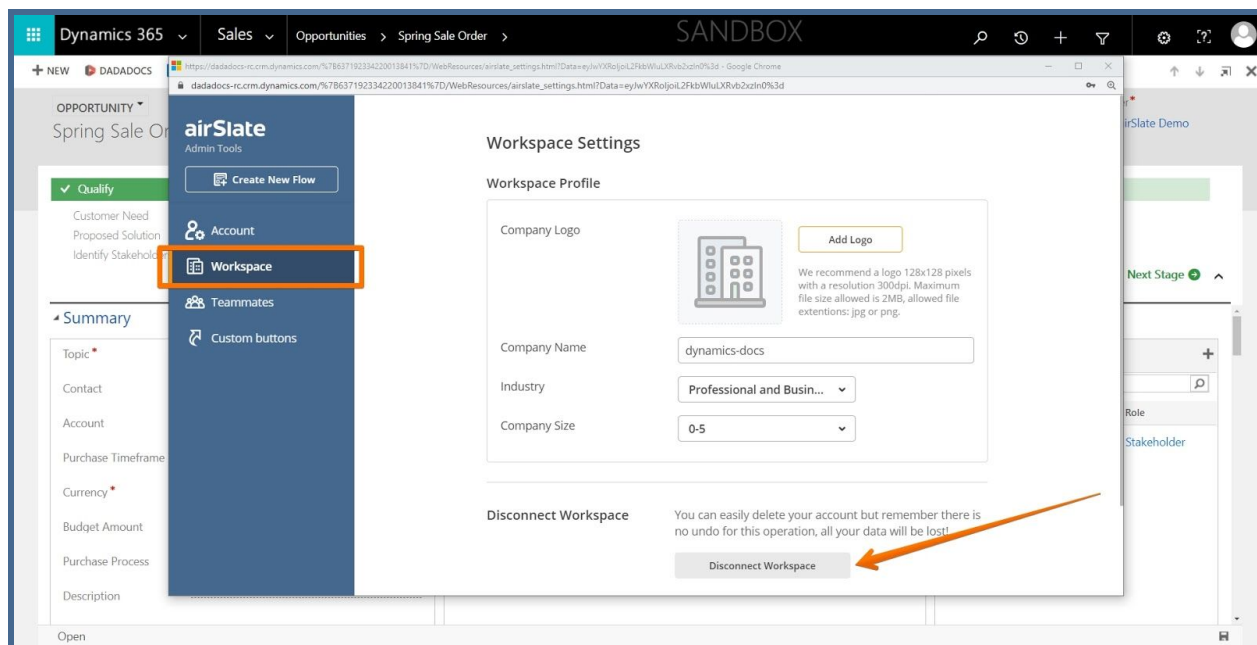 Dynamics 365
Sales
Opportunities > Spring Sale Order >
SANDBOX
+ NEW
DADADOCS
https://dadadocs-rc.crm.dynamics.com/%7B637192334220013841%7D/WebResources/airslate_settings.html?Data=eyJwYXRoIjoiL2FkbWluLXRvb2xzIn0%3d - Google Chrome
dadadocs-rc.crm.dynamics.com/%7B637192334220013841%7D/WebResources/airslate_settings.html?Data=eyJwYXRoIjoiL2FkbWluLXRvb2xzIn0%3d
OPPORTUNITY
Spring Sale Or
irSlate Demo
Qualify
Customer Need
Proposed Solution
Identify Stakeholder
Next Stage
Summary
Topic *
Contact
Account
Purchase Timeframe
Currency *
Budget Amount
Purchase Process
Description
Role
Stakeholder
Open
airSlate
Admin Tools
Create New Flow
Account
Workspace
Teammates
Custom buttons
Workspace Settings
Workspace Profile
Company Logo
Add Logo
We recommend a logo 128x128 pixels
with a resolution 300dpi. Maximum
file size allowed is 2MB, allowed file
extentions: jpg or png.
Company Name
dynamics-docs
Industry
Professional and Busin...
Company Size
0-5
Disconnect Workspace
You can easily delete your account but remember there is
no undo for this operation, all your data will be lost!
Disconnect Workspace